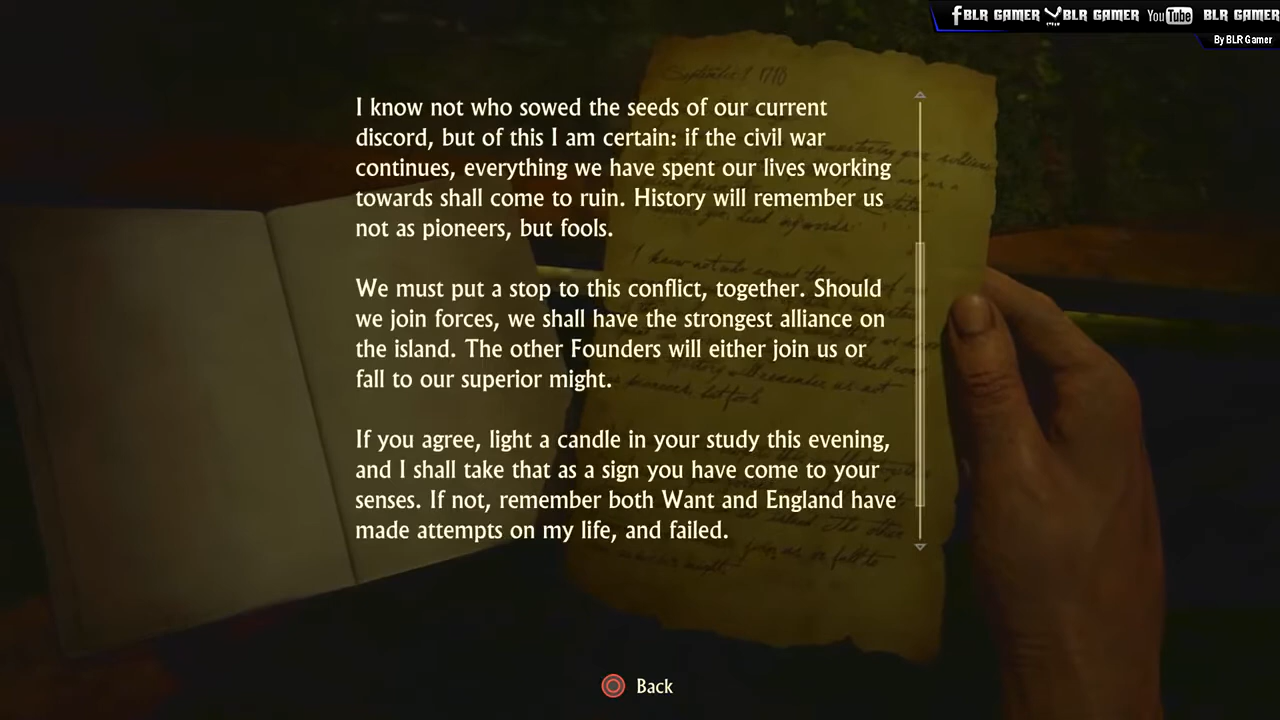 BLR GAMER BLR GAMER YouTube BLR GAMER
By BLR Gamer
I know not who sowed the seeds of our current
discord, but of this I am certain: if the civil war
continues, everything we have spent our lives working
towards shall come to ruin. History will remember us
not as pioneers, but fools.
We must put a stop to this conflict, together. Should
we join forces, we shall have the strongest alliance on
the island. The other Founders will either join us or
fall to our superior might.
If you agree, light a candle in your study this evening,
and I shall take that as a sign you have come to your
senses. If not, remember both Want and England have
made attempts on my life, and failed.
Back